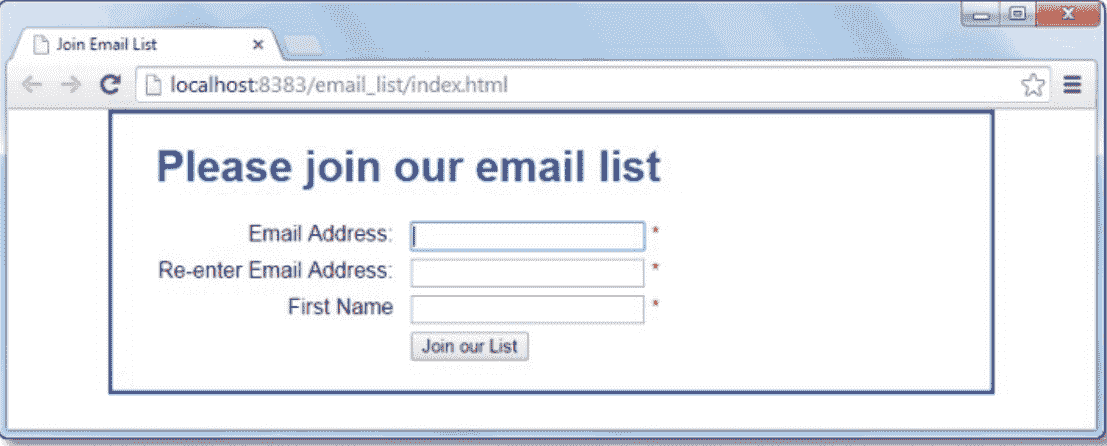 Join Email List
localhost:8383/email_list/index.html
Please join our email list
Email Address: *
Re-enter Email Address: *
First Name *
Join our List